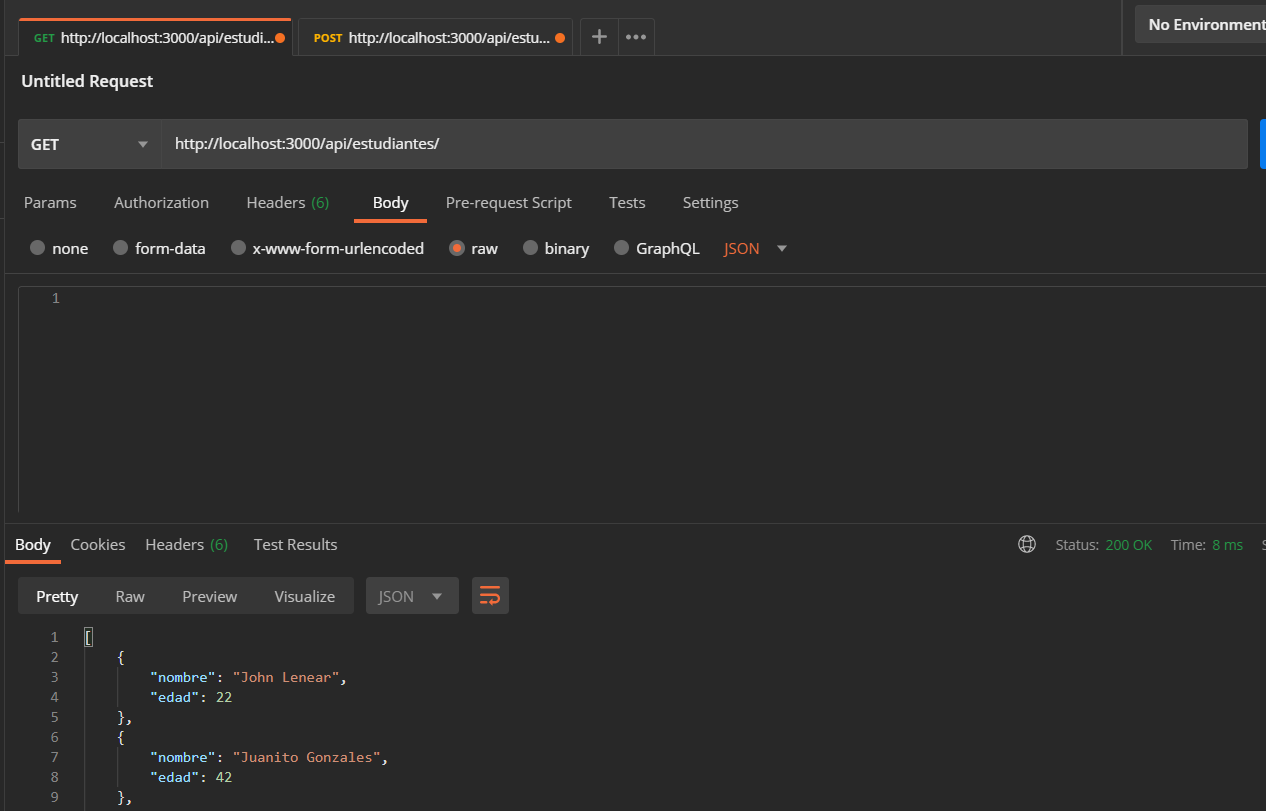 GET http://localhost:3000/api/estudi... POST http://localhost:3000/api/estu... No Environment
Untitled Request
GET http://localhost:3000/api/estudiantes/
Params Authorization Headers (6) Body Pre-request Script Tests Settings
none form-data x-www-form-urlencoded raw binary GraphQL JSON
1
Body Cookies Headers (6) Test Results Status: 200 OK Time: 8 ms S
Pretty Raw Preview Visualize JSON
1 [
2 {
3 "nombre": "John Lenear",
4 "edad": 22
5 },
6 {
7 "nombre": "Juanito Gonzales",
8 "edad": 42
9 },